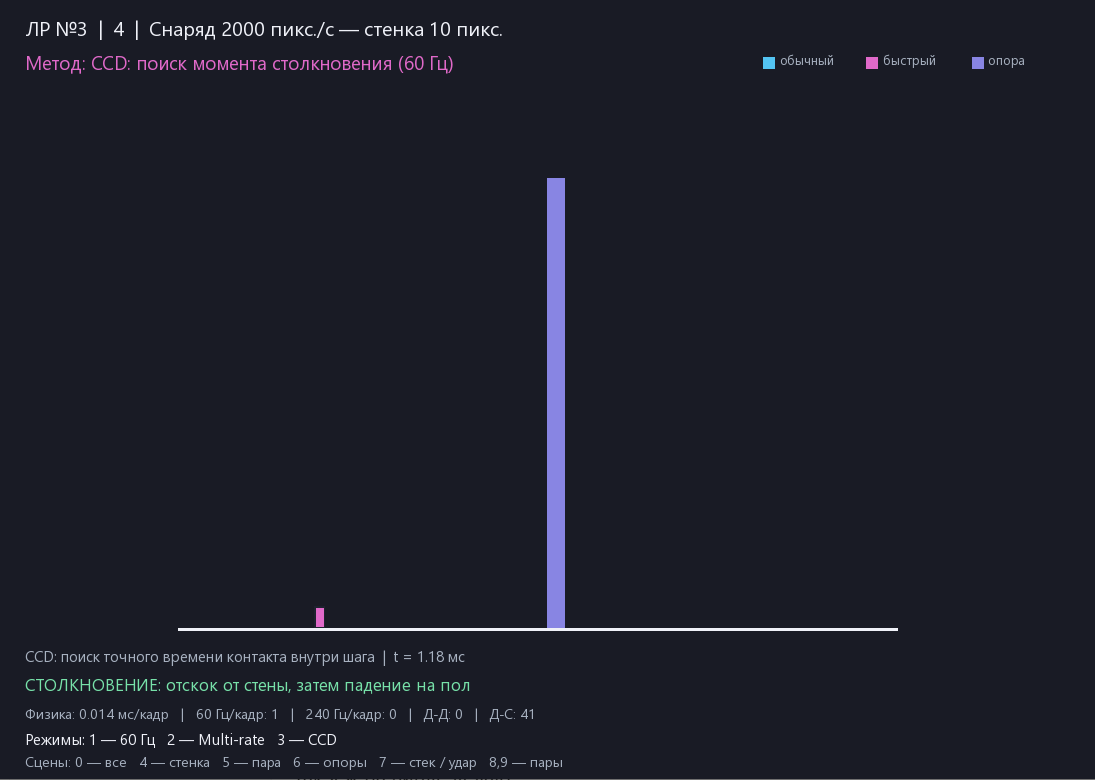 ЛР №3 | 4 | Снаряд 2000 пикс./с — стенка 10 пикс.
Метод: CCD: поиск момента столкновения (60 Гц)
обычный быстрый опора
CCD: поиск точного времени контакта внутри шага | t = 1.18 мс
СТОЛКНОВЕНИЕ: отскок от стены, затем падение на пол
Физика: 0.014 мс/кадр | 60 Гц/кадр: 1 | 240 Гц/кадр: 0 | Д-Д: 0 | Д-С: 41
Режимы: 1 — 60 Гц 2 — Multi-rate 3 — CCD
Сцены: 0 — все 4 — стенка 5 — пара 6 — опоры 7 — стек / удар 8,9 — пары